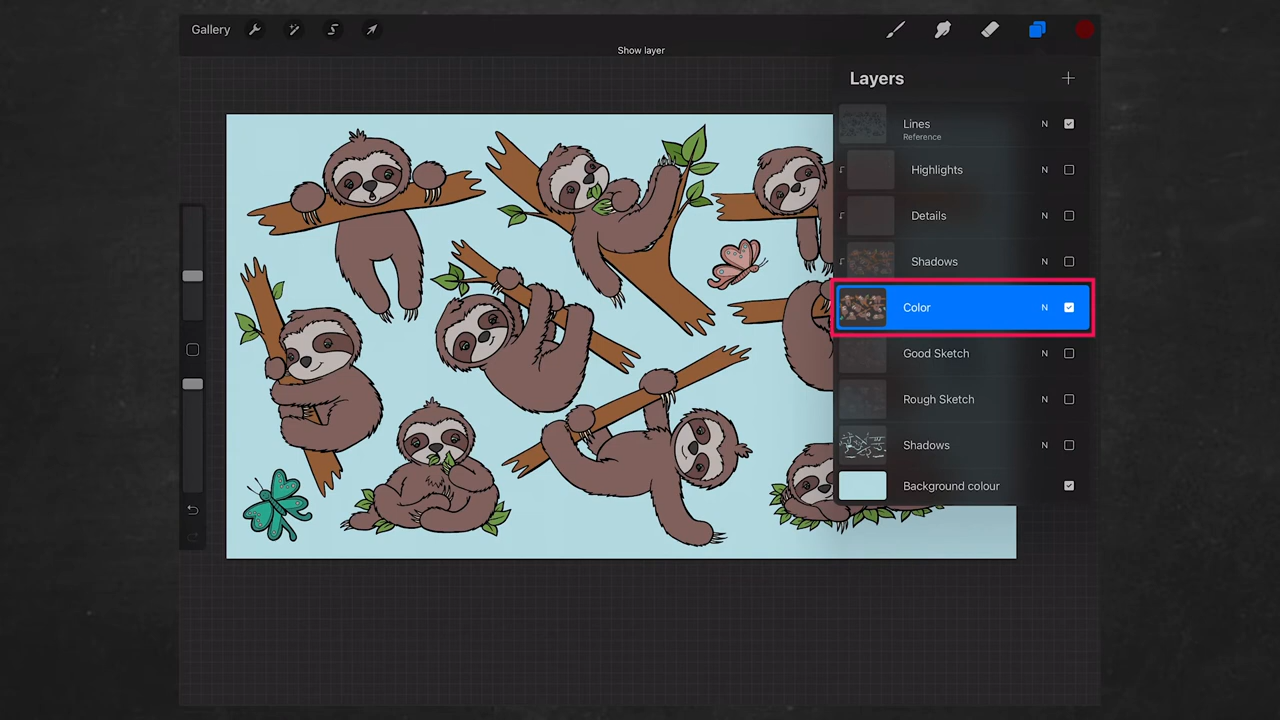 Gallery
Show layer
Layers
Lines N
Reference
Highlights N
Details N
Shadows N
Color N
Good Sketch N
Rough Sketch N
Shadows N
Background colour